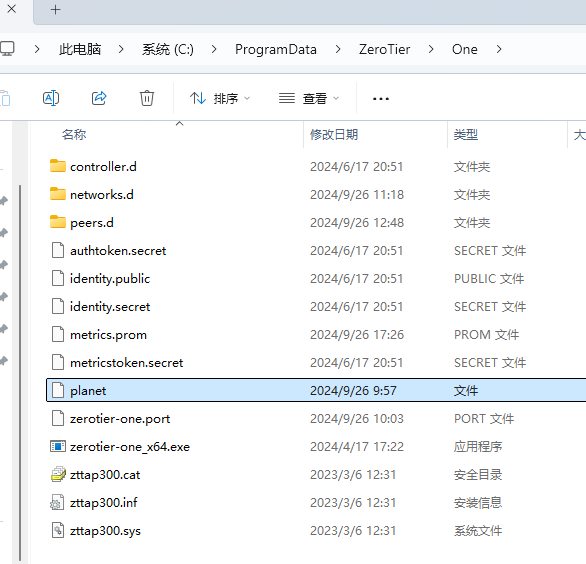 此电脑 系统 (C:) ProgramData ZeroTier One
排序 查看
名称 修改日期 类型
controller.d 2024/6/17 20:51 文件夹
networks.d 2024/9/26 11:18 文件夹
peers.d 2024/9/26 12:48 文件夹
authtoken.secret 2024/6/17 20:51 SECRET 文件
identity.public 2024/6/17 20:51 PUBLIC 文件
identity.secret 2024/6/17 20:51 SECRET 文件
metrics.prom 2024/9/26 17:26 PROM 文件
metricstoken.secret 2024/6/17 20:51 SECRET 文件
planet 2024/9/26 9:57 文件
zerotier-one.port 2024/9/26 10:03 PORT 文件
zerotier-one_x64.exe 2024/4/17 17:22 应用程序
zttap300.cat 2023/3/6 12:31 安全目录
zttap300.inf 2023/3/6 12:31 安装信息
zttap300.sys 2023/3/6 12:31 系统文件